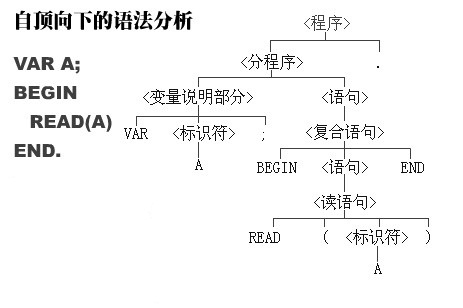 自顶向下的语法分析
VAR A;
BEGIN
READ(A)
END.
<程序>
<分程序> .
<变量说明部分> <语句>
VAR <标识符> ; <复合语句>
A BEGIN <语句> END
<读语句>
READ ( <标识符> )
A